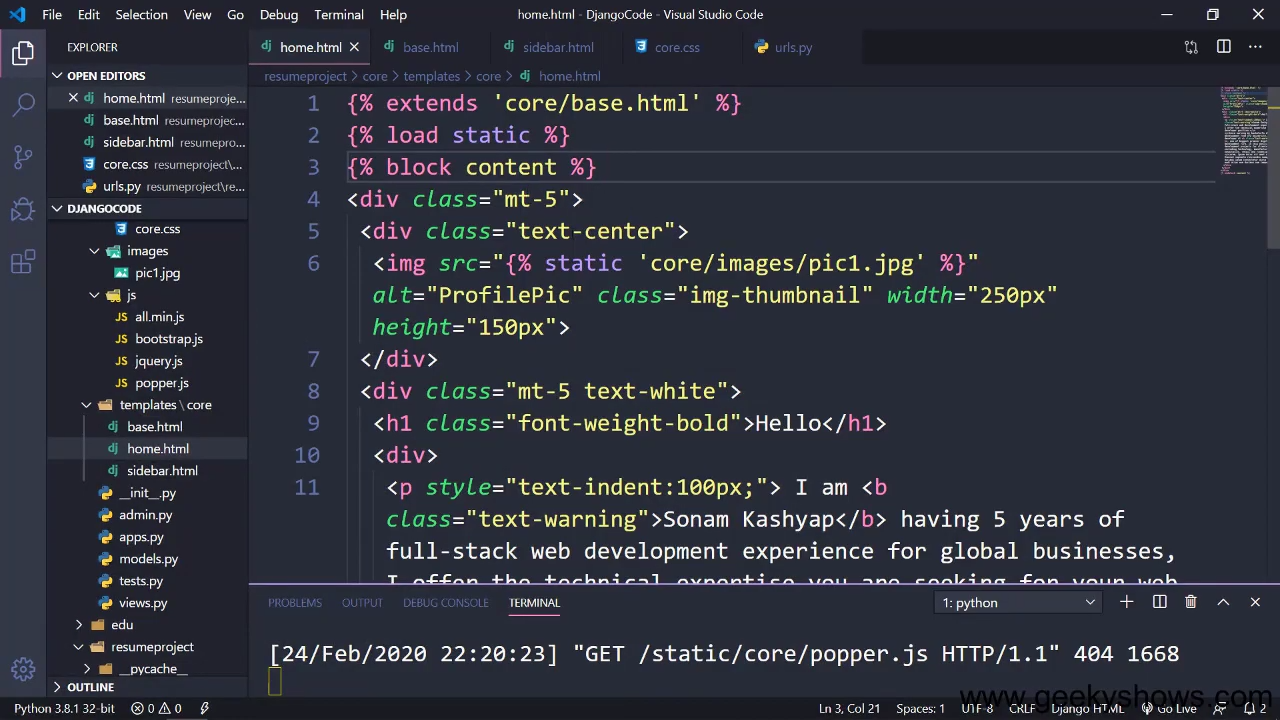 File Edit Selection View Go Debug Terminal Help home.html - DjangoCode - Visual Studio Code
EXPLORER
OPEN EDITORS
home.html resumeproje...
base.html resumeproject...
sidebar.html resumepro...
core.css resumeproject\...
urls.py resumeproject\re...
DJANGOCODE
core.css
images
pic1.jpg
js
all.min.js
bootstrap.js
jquery.js
popper.js
templates \ core
base.html
home.html
sidebar.html
__init__.py
admin.py
apps.py
models.py
tests.py
views.py
edu
resumeproject
__pycache__
OUTLINE
home.html base.html sidebar.html core.css urls.py
resumeproject > core > templates > core > home.html
1 {% extends 'core/base.html' %}
2 {% load static %}
3 {% block content %}
4 <div class="mt-5">
5 <div class="text-center">
6 <img src="{% static 'core/images/pic1.jpg' %}"
alt="ProfilePic" class="img-thumbnail" width="250px"
height="150px">
7 </div>
8 <div class="mt-5 text-white">
9 <h1 class="font-weight-bold">Hello</h1>
10 <div>
11 <p style="text-indent:100px;"> I am <b
class="text-warning">Sonam Kashyap</b> having 5 years of
full-stack web development experience for global businesses,
I offer the technical expertise you are seeking for your web
PROBLEMS OUTPUT DEBUG CONSOLE TERMINAL 1: python
[24/Feb/2020 22:20:23] "GET /static/core/popper.js HTTP/1.1" 404 1668
www.geekyshows.com
Python 3.8.1 32-bit 0 0 Ln 3, Col 21 Spaces: 1 UTF-8 CRLF Django HTML Go Live 2